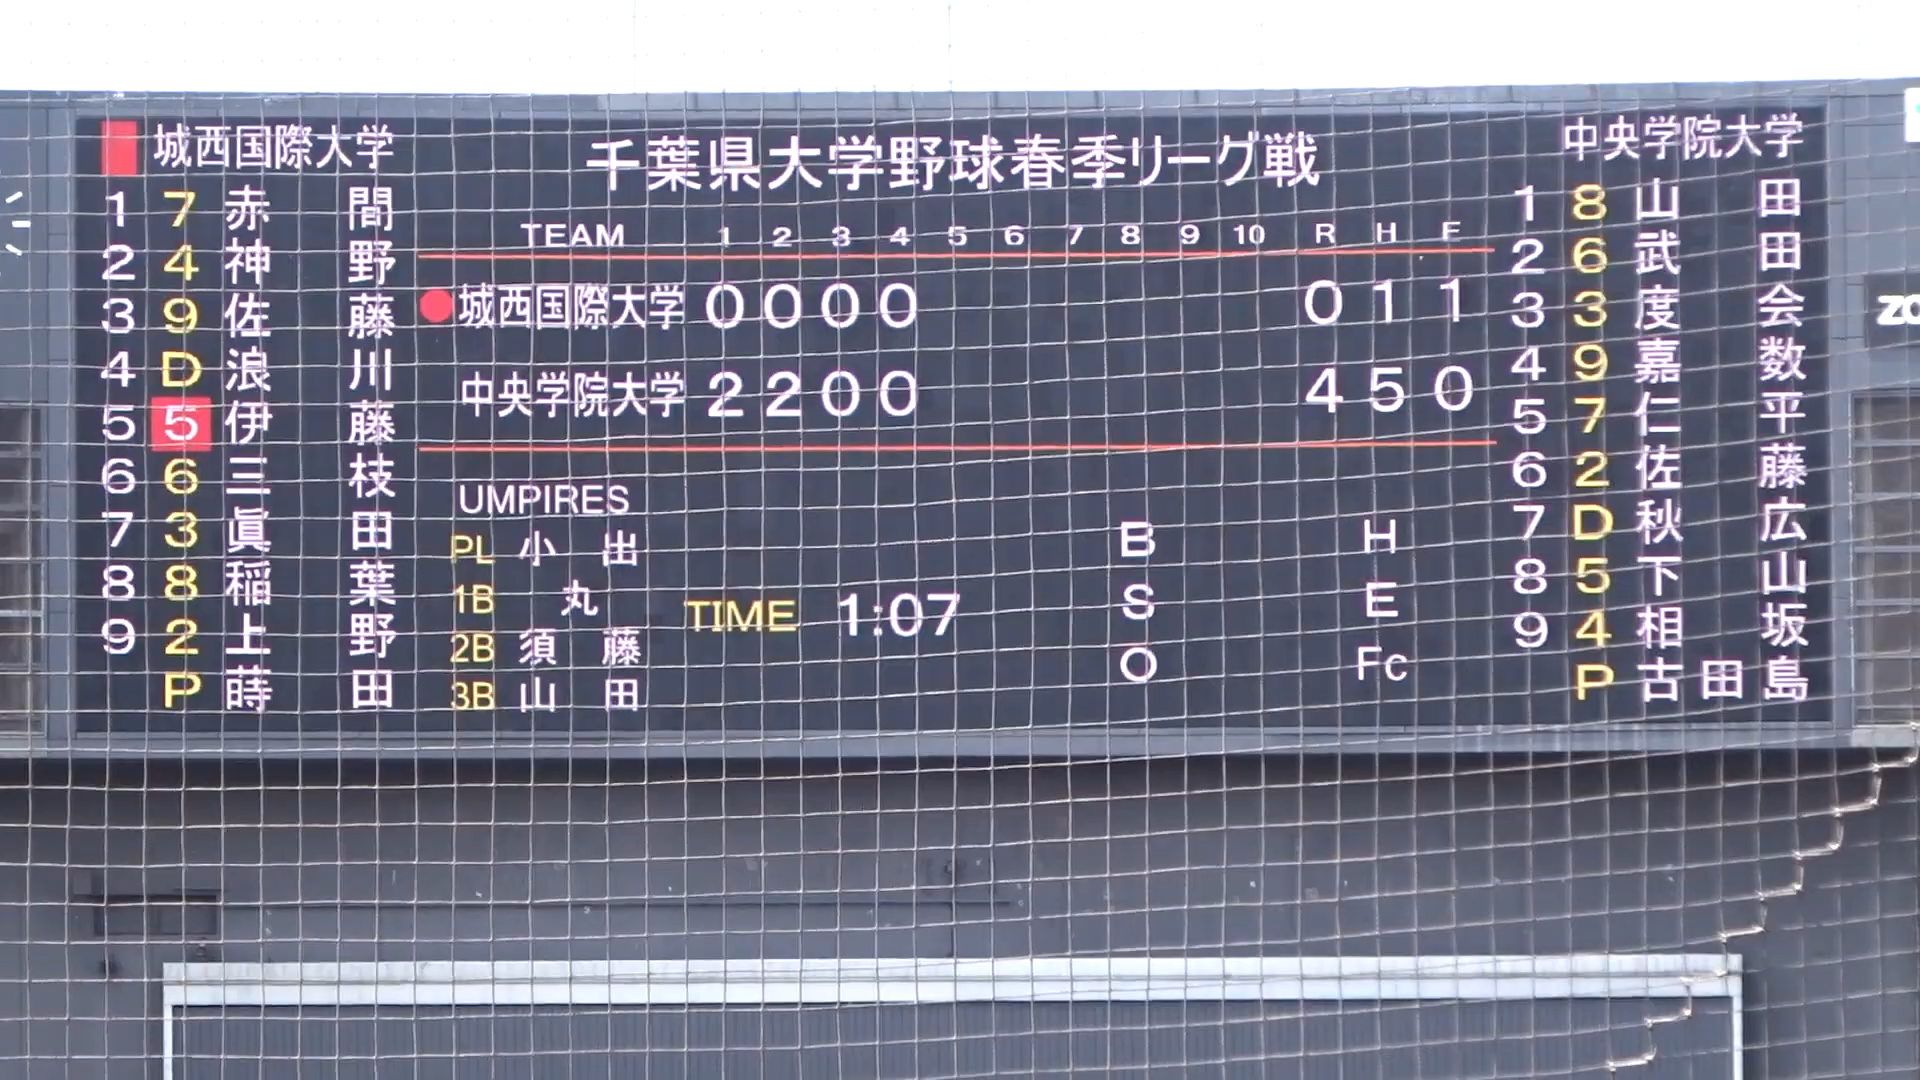 千葉県大学野球春季リーグ戦
城西国際大学
1 7 赤間
2 4 神野
3 9 佐藤
4 D 浪川
5 5 伊藤
6 6 三枝
7 3 眞田
8 8 稲葉
9 2 上野
P 蒔田
TEAM 1 2 3 4 5 6 7 8 9 10 R H E
城西国際大学 0 0 0 0 0 1 1
中央学院大学 2 2 0 0 4 5 0
UMPIRES
PL 小出
1B 丸
2B 須藤
3B 山田
TIME 1:07
B H
S E
O Fc
中央学院大学
1 8 山田
2 6 武田
3 3 度会
4 9 嘉数
5 7 仁平
6 2 佐藤
7 D 秋広
8 5 下山
9 4 相坂
P 古田島